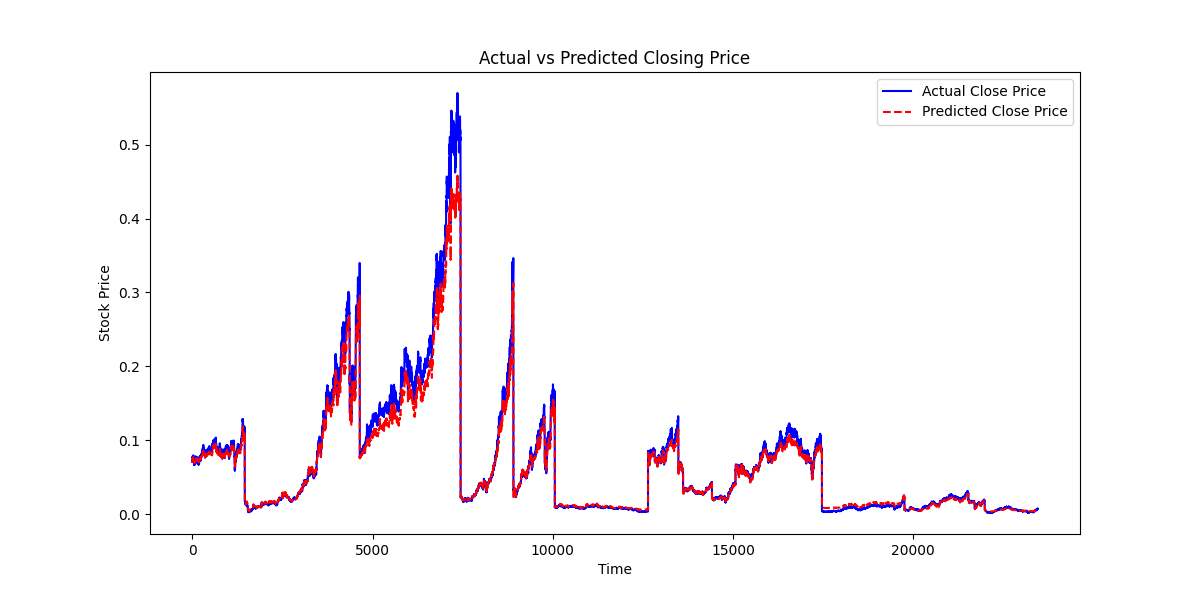 Actual vs Predicted Closing Price
Actual Close Price
Predicted Close Price
Stock Price
0.5
0.4
0.3
0.2
0.1
0.0
0 5000 10000 15000 20000
Time